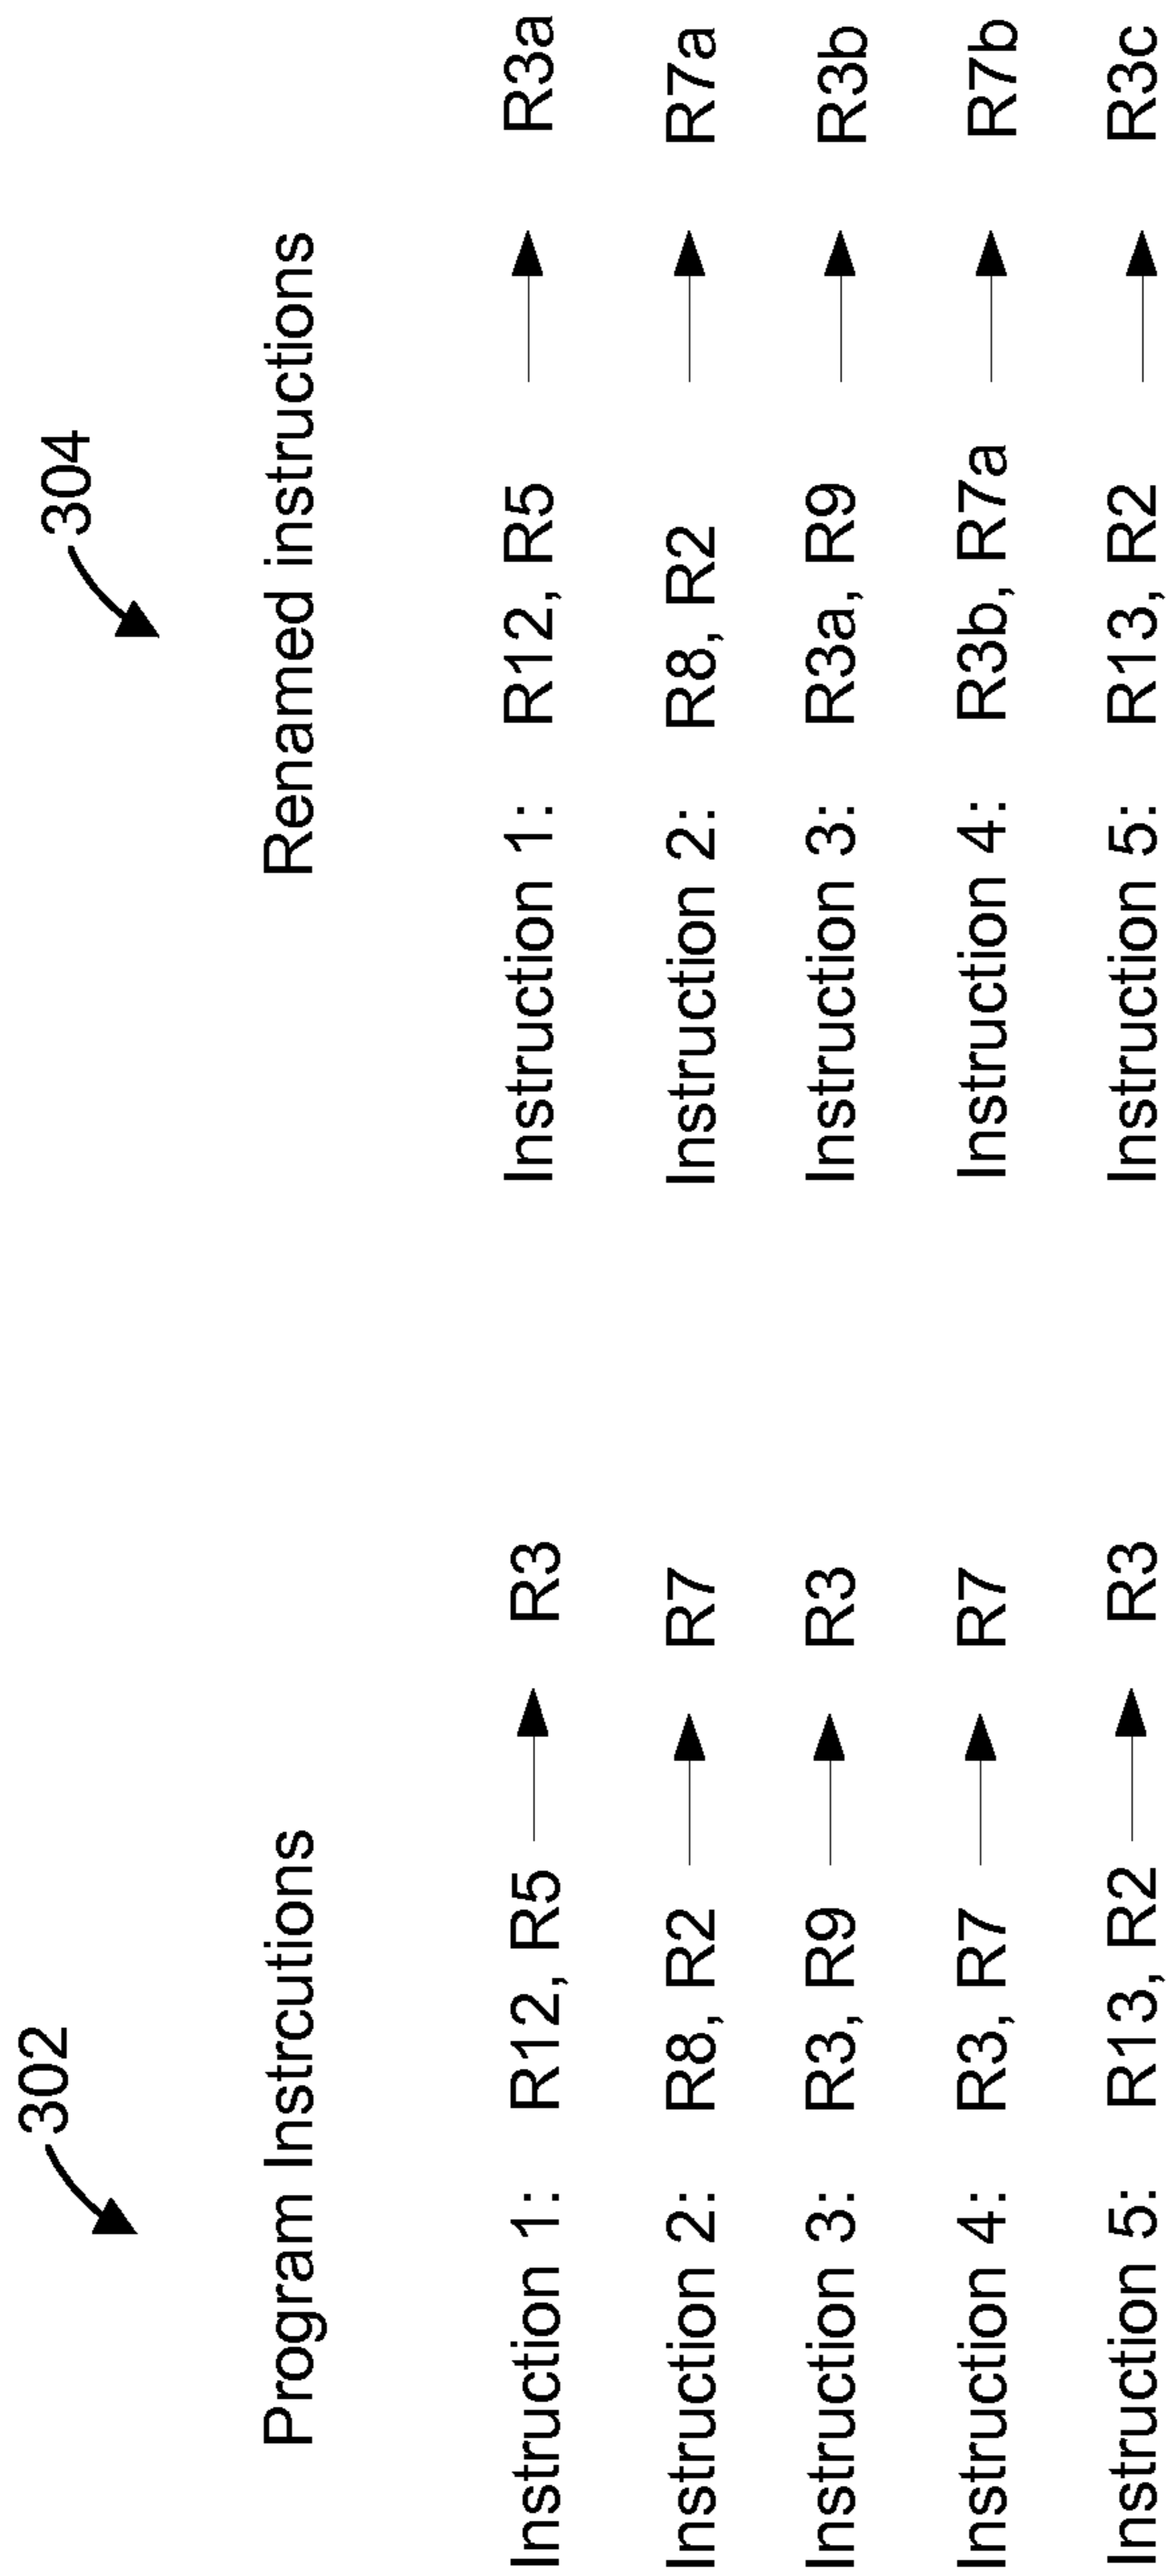 302
304
Program Instrcutions
Renamed instructions
Instruction 1: R12, R5 R3
Instruction 1: R12, R5 R3a
Instruction 2: R8, R2 R7
Instruction 2: R8, R2 R7a
Instruction 3: R3, R9 R3
Instruction 3: R3a, R9 R3b
Instruction 4: R3, R7 R7
Instruction 4: R3b, R7a R7b
Instruction 5: R13, R2 R3
Instruction 5: R13, R2 R3c